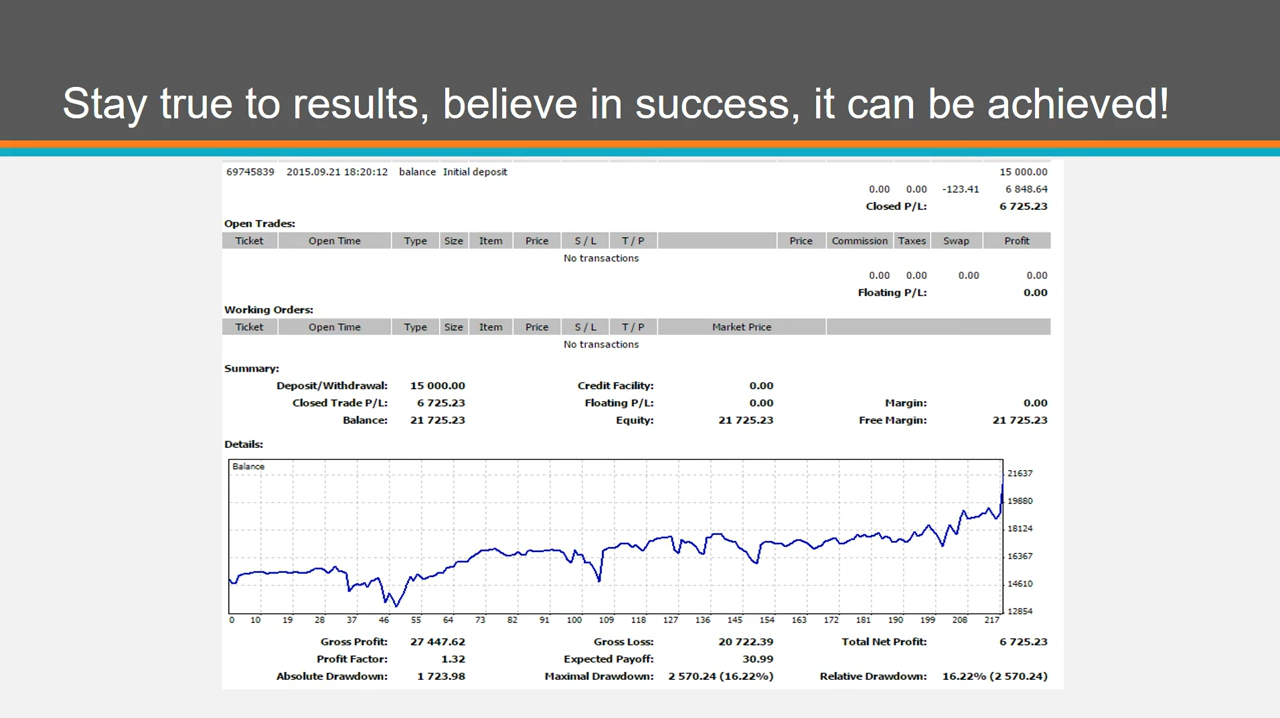 Stay true to results, believe in success, it can be achieved!
69745839 2015.09.21 18:20:12 balance Initial deposit 15 000.00
0.00 0.00 -123.41 6 848.64
Closed P/L: 6 725.23
Open Trades:
Ticket Open Time Type Size Item Price S / L T / P Price Commission Taxes Swap Profit
No transactions
0.00 0.00 0.00 0.00
Floating P/L: 0.00
Working Orders:
Ticket Open Time Type Size Item Price S / L T / P Market Price
No transactions
Summary:
Deposit/Withdrawal: 15 000.00 Credit Facility: 0.00
Closed Trade P/L: 6 725.23 Floating P/L: 0.00 Margin: 0.00
Balance: 21 725.23 Equity: 21 725.23 Free Margin: 21 725.23
Details:
Balance
21637
19880
18124
16367
14610
12854
0 10 19 28 37 46 55 64 73 82 91 100 109 118 127 136 145 154 163 172 181 190 199 208 217
Gross Profit: 27 447.62 Gross Loss: 20 722.39 Total Net Profit: 6 725.23
Profit Factor: 1.32 Expected Payoff: 30.99
Absolute Drawdown: 1 723.98 Maximal Drawdown: 2 570.24 (16.22%) Relative Drawdown: 16.22% (2 570.24)